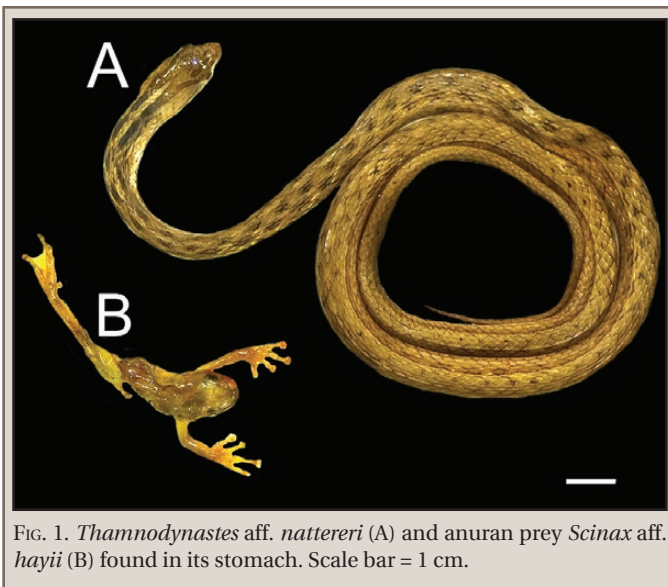 A
B
FIG. 1. Thamnodynastes aff. nattereri (A) and anuran prey Scinax aff.
hayii (B) found in its stomach. Scale bar = 1 cm.